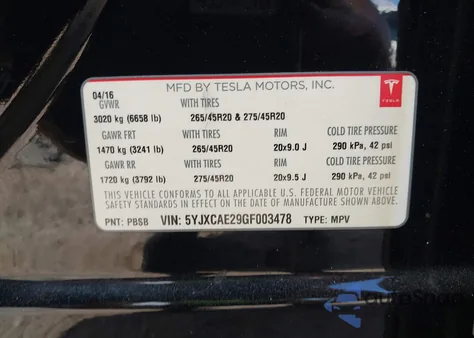 MFD BY TESLA MOTORS, INC.
04/16
GVWR WITH TIRES
3020 kg (6658 lb) 265/45R20 & 275/45R20
GAWR FRT WITH TIRES RIM COLD TIRE PRESSURE
1470 kg (3241 lb) 265/45R20 20x9.0 J 290 kPa, 42 psi
GAWR RR WITH TIRES RIM COLD TIRE PRESSURE
1720 kg (3792 lb) 275/45R20 20x9.5 J 290 kPa, 42 psi
THIS VEHICLE CONFORMS TO ALL APPLICABLE U.S. FEDERAL MOTOR VEHICLE
SAFETY STANDARDS IN EFFECT ON THE DATE OF MANUFACTURE SHOWN ABOVE.
PNT: PBSB VIN: 5YJXCAE29GF003478 TYPE: MPV
TESLA